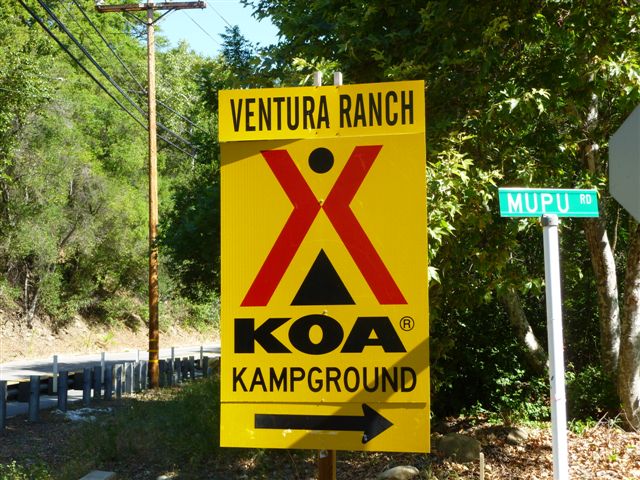 VENTURA RANCH
KOA®
KAMPGROUND
MUPU RD